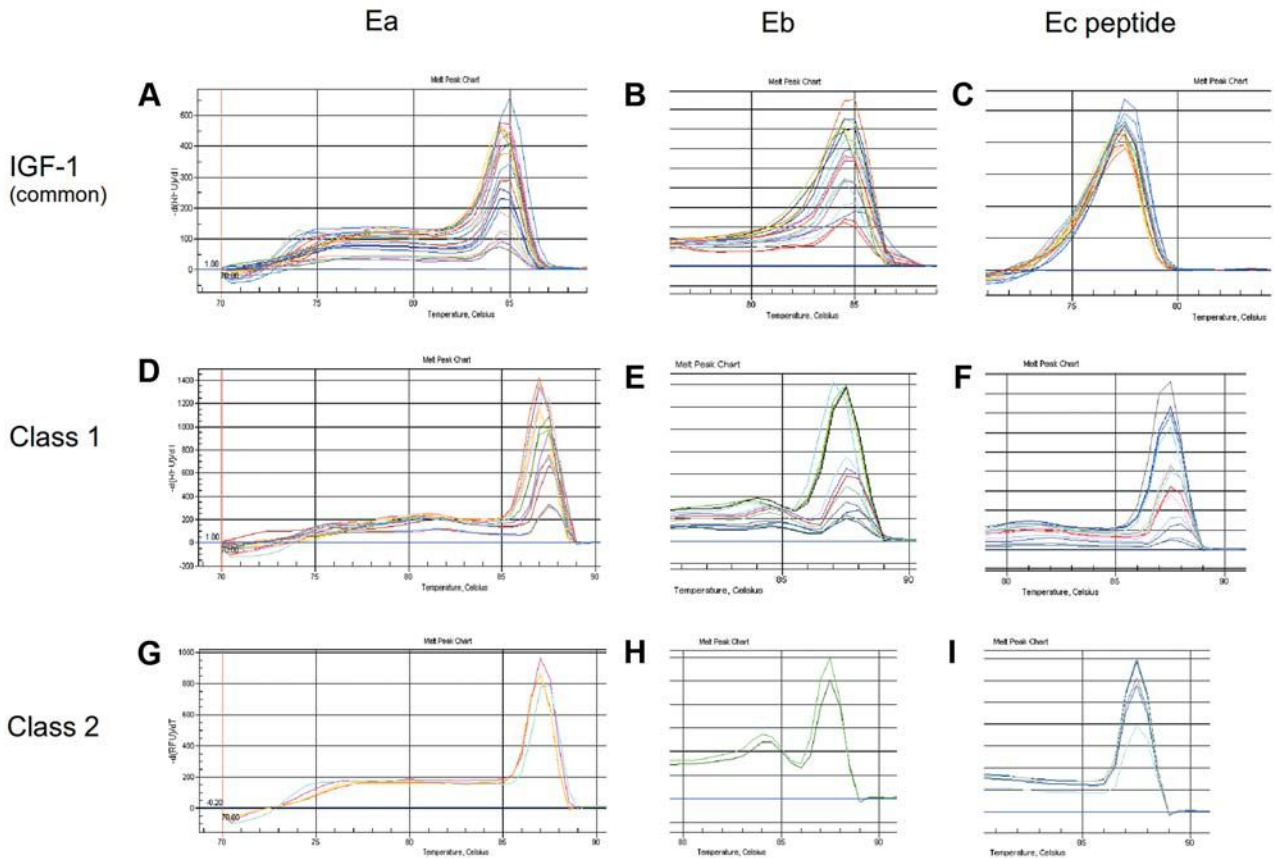 Ea
Eb
Ec peptide
IGF-1
(common)
A
Melt Peak Chart
-d(RFU)/dT
600
500
400
300
200
100
0
1.00
70.00
70
75
80
85
Temperature, Celsius
B
Melt Peak Chart
80
85
Temperature, Celsius
C
Melt Peak Chart
75
80
Temperature, Celsius
Class 1
D
Melt Peak Chart
-d(RFU)/dT
1400
1200
1000
800
600
400
200
0
-200
1.00
70.00
70
75
80
85
90
Temperature, Celsius
E
Melt Peak Chart
85
90
Temperature, Celsius
F
Melt Peak Chart
80
85
90
Temperature, Celsius
Class 2
G
Melt Peak Chart
-d(RFU)/dT
1000
800
600
400
200
0
-0.20
70.00
70
75
80
85
90
Temperature, Celsius
H
Melt Peak Chart
80
85
90
Temperature, Celsius
I
Melt Peak Chart
85
90
Temperature, Celsius